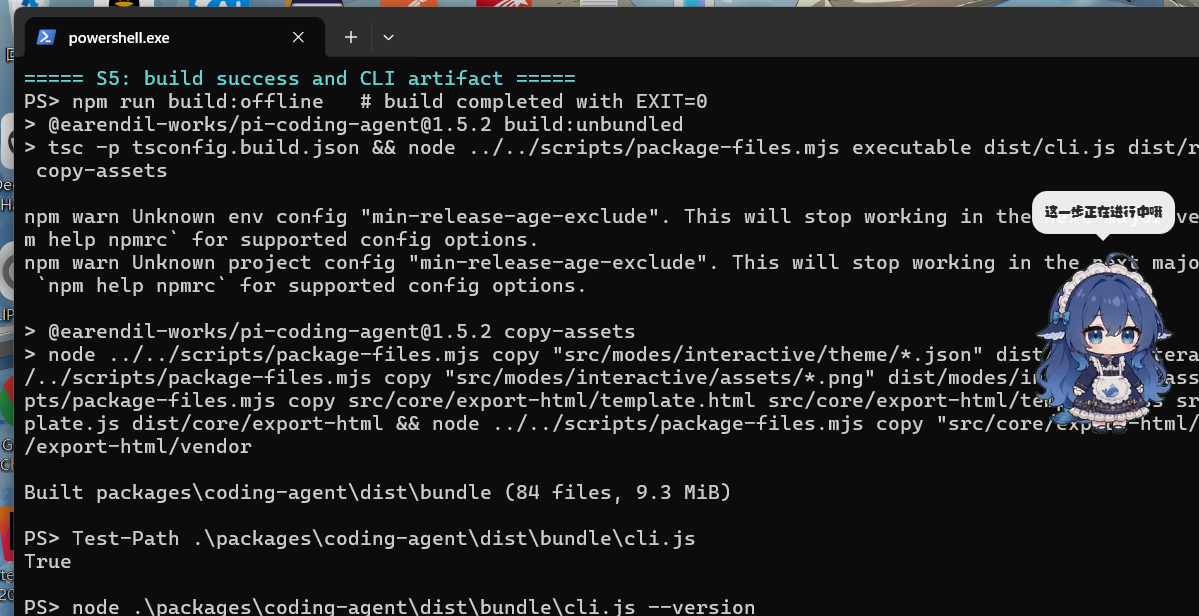 powershell.exe
===== S5: build success and CLI artifact =====
PS> npm run build:offline   # build completed with EXIT=0
> @earendil-works/pi-coding-agent@1.5.2 build:unbundled
> tsc -p tsconfig.build.json && node ../../scripts/package-files.mjs executable dist/cli.js dist/r
copy-assets
npm warn Unknown env config "min-release-age-exclude". This will stop working in the
这一步正在进行中哦
m help npmrc` for supported config options.
npm warn Unknown project config "min-release-age-exclude". This will stop working in the next majo
`npm help npmrc` for supported config options.
> @earendil-works/pi-coding-agent@1.5.2 copy-assets
> node ../../scripts/package-files.mjs copy "src/modes/interactive/theme/*.json" dist
/../scripts/package-files.mjs copy "src/modes/interactive/assets/*.png" dist/modes/in
pts/package-files.mjs copy src/core/export-html/template.html src/core/export-html/
plate.js dist/core/export-html && node ../../scripts/package-files.mjs copy "src/core/export-html/
/export-html/vendor
Built packages\coding-agent\dist\bundle (84 files, 9.3 MiB)
PS> Test-Path .\packages\coding-agent\dist\bundle\cli.js
True
PS> node .\packages\coding-agent\dist\bundle\cli.js --version